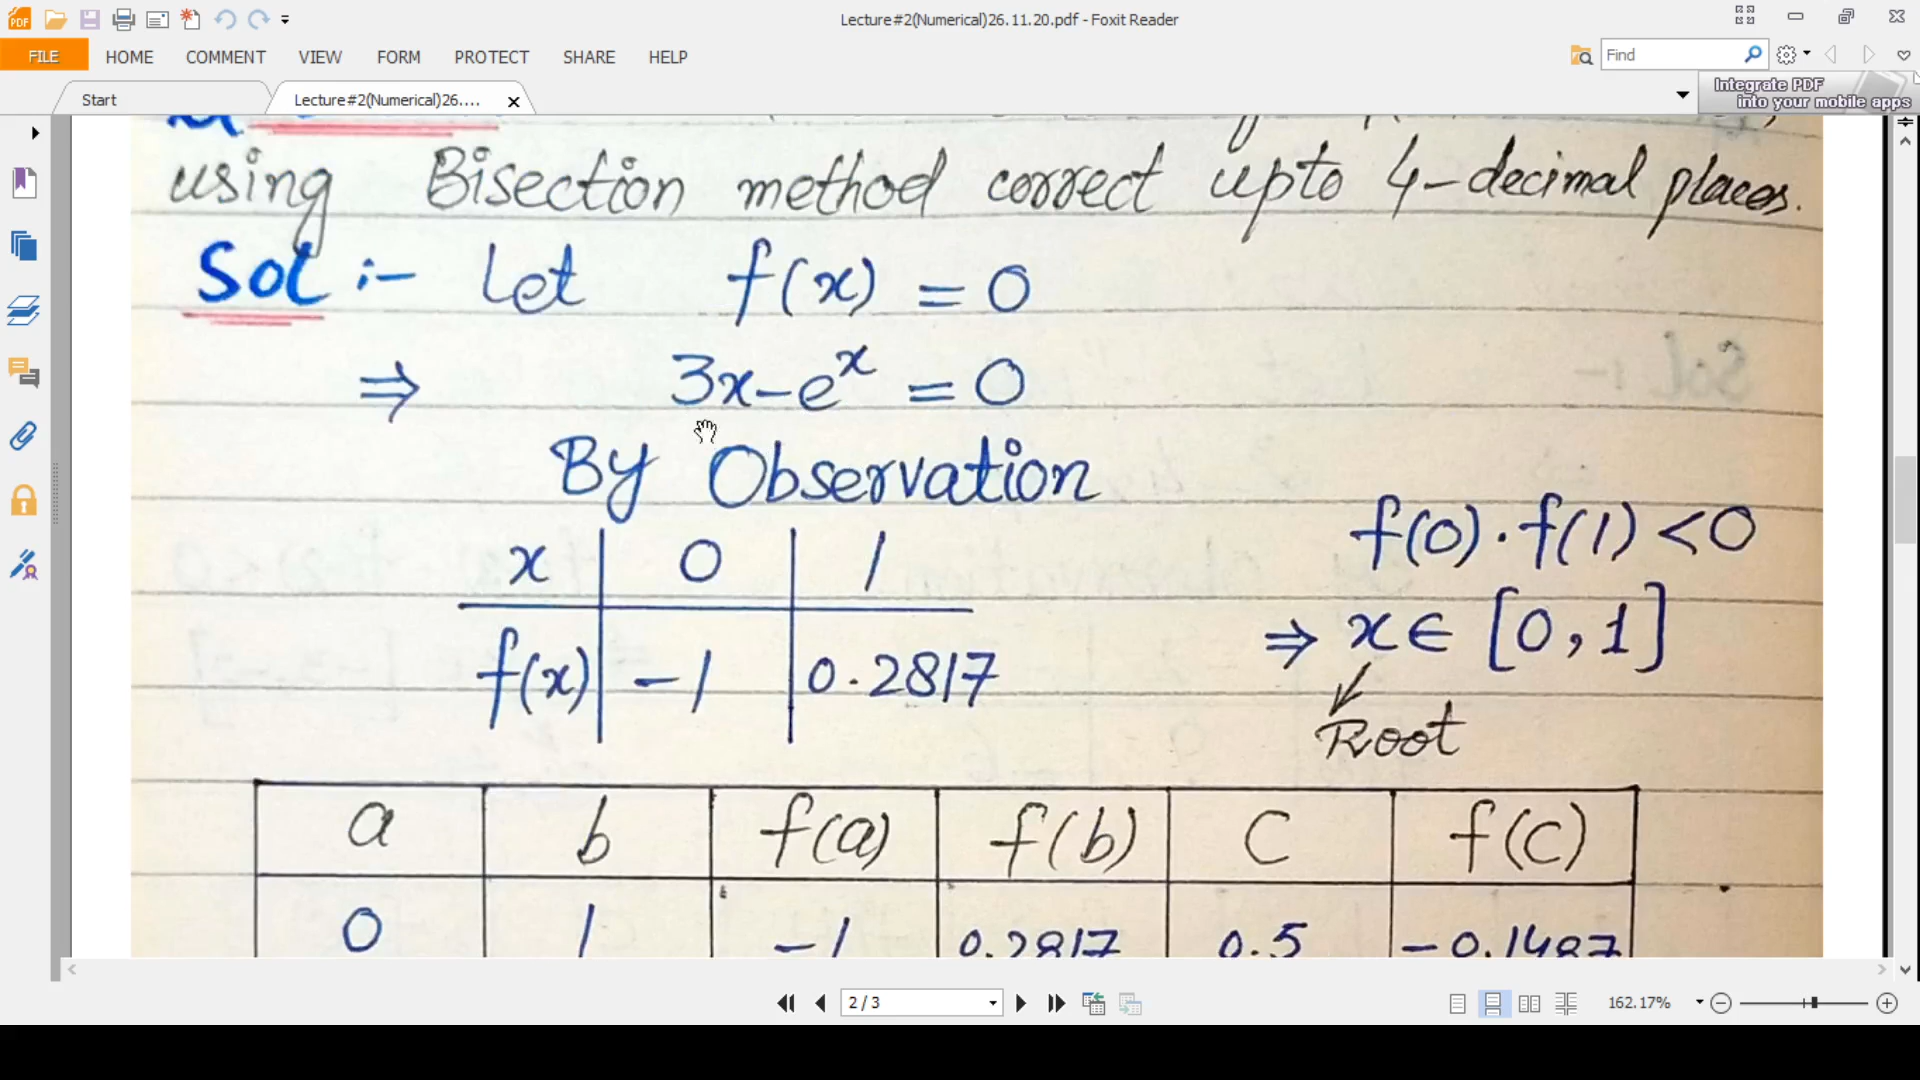 Lecture#2(Numerical)26.11.20.pdf - Foxit Reader
FILE HOME COMMENT VIEW FORM PROTECT SHARE HELP
Find
Start Lecture#2(Numerical)26....
Integrate PDF
into your mobile apps
using Bisection method correct upto 4-decimal places.
Sol :- Let f(x) = 0
⇒ 3x-eˣ = 0
By Observation
x 0 1
f(x) -1 0.2817
f(0)·f(1) <0
⇒ x∈ [0,1]
Root
a b f(a) f(b) C f(c)
0 1 -1 0.2817 0.5 -0.1487
2 / 3
162.17%